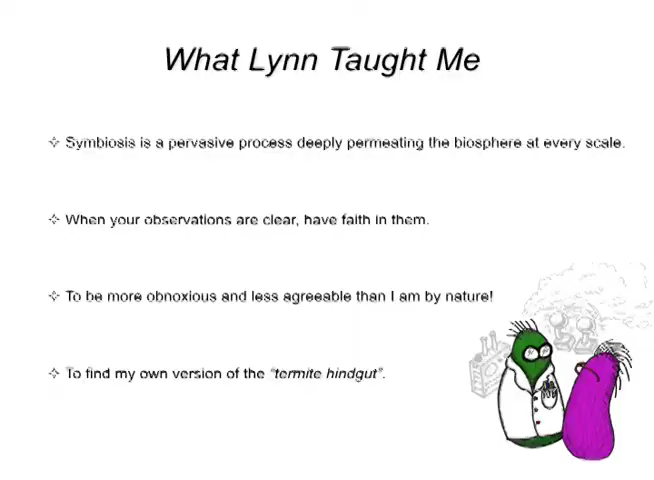 What Lynn Taught Me
Symbiosis is a pervasive process deeply permeating the biosphere at every scale.
When your observations are clear, have faith in them.
To be more obnoxious and less agreeable than I am by nature!
To find my own version of the “termite hindgut”.